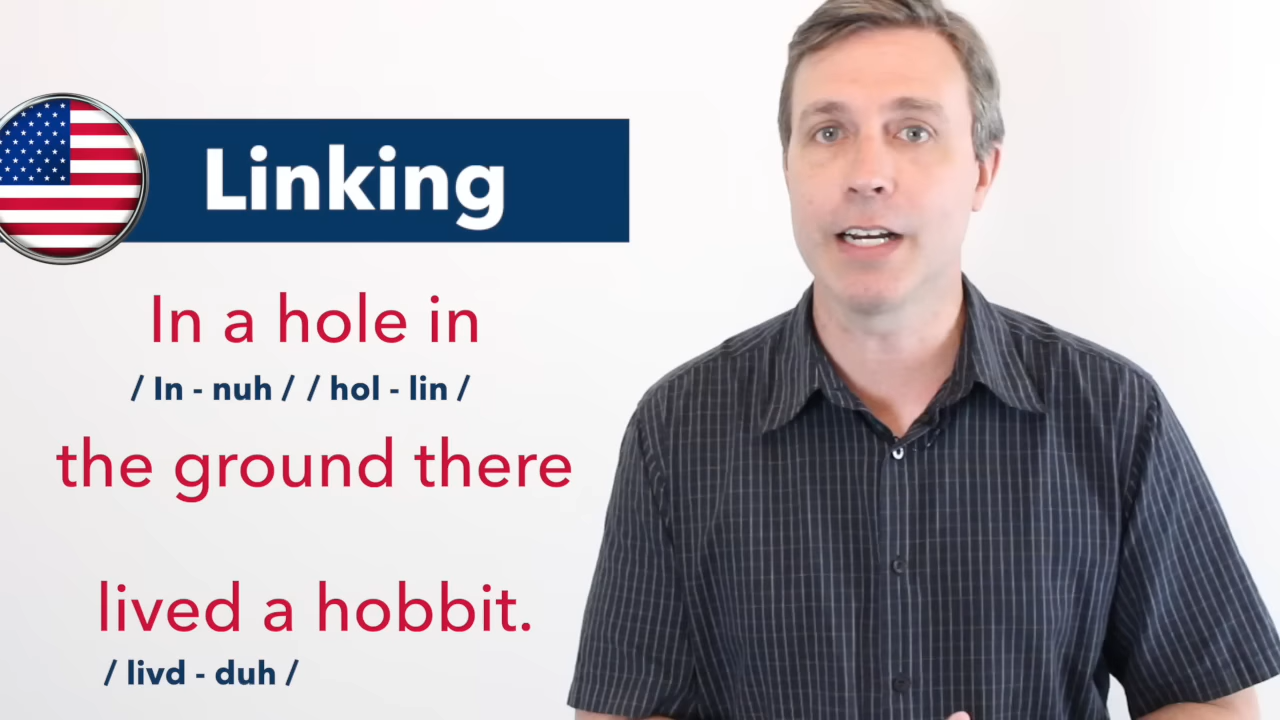 Linking
In a hole in
/ In - nuh / / hol - lin /
the ground there
lived a hobbit.
/ livd - duh /